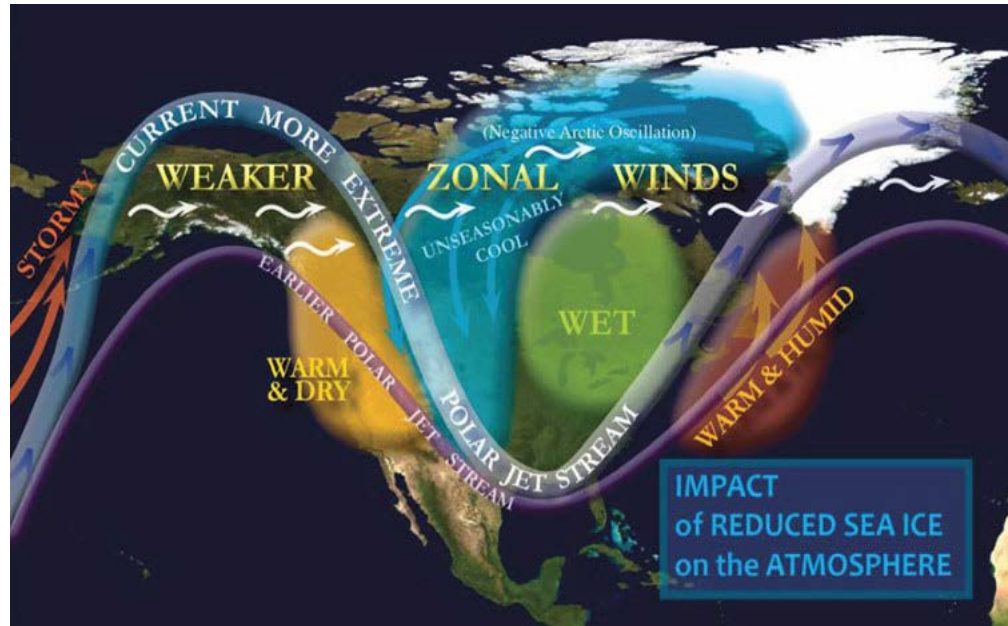 CURRENT MORE EXTREME POLAR JET STREAM
(Negative Arctic Oscillation)
WEAKER ZONAL WINDS
STORMY
UNSEASONABLY
COOL
EARLIER POLAR JET STREAM
WET
WARM
& DRY
WARM & HUMID
IMPACT
of REDUCED SEA ICE
on the ATMOSPHERE